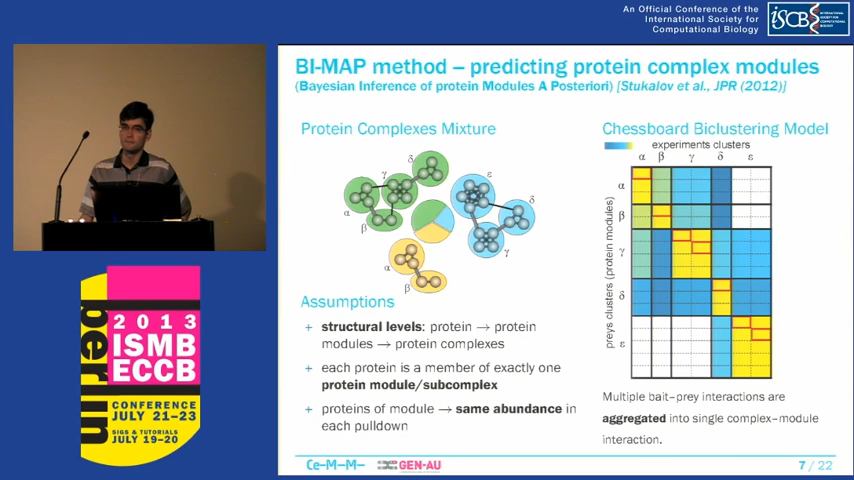 An Official Conference of the
International Society for
Computational Biology
ISCB
INTERNATIONAL
SOCIETY FOR
COMPUTATIONAL
BIOLOGY
BI-MAP method – predicting protein complex modules
(Bayesian Inference of protein Modules A Posteriori) [Stukalov et al., JPR (2012)]
Protein Complexes Mixture
α
β
γ
δ
ε
δ
γ
α
β
Chessboard Biclustering Model
experiments clusters
α β γ δ ε
preys clusters (protein modules)
α
β
γ
δ
ε
Assumptions
+ structural levels: protein → protein
modules → protein complexes
+ each protein is a member of exactly one
protein module/subcomplex
+ proteins of module → same abundance in
each pulldown
Multiple bait–prey interactions are
aggregated into single complex–module
interaction.
Ce–M–M–
GEN-AU
7 / 22
berlin
2013
ISMB
ECCB
CONFERENCE
JULY 21–23
SIGS & TUTORIALS
JULY 19–20